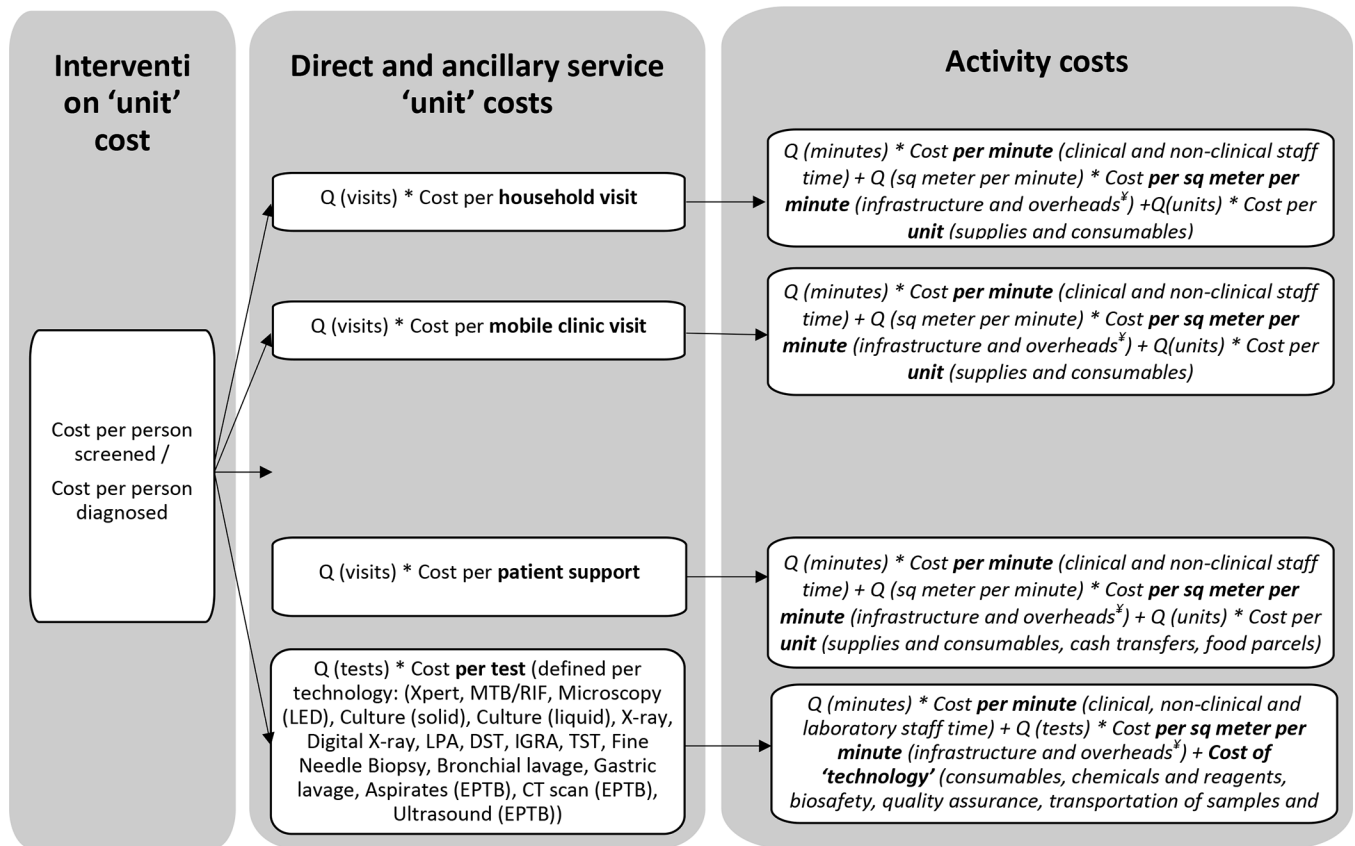 Interventi
on ‘unit’
cost
Direct and ancillary service
‘unit’ costs
Activity costs
Cost per person
screened /
Cost per person
diagnosed
Q (visits) * Cost per household visit
Q (minutes) * Cost per minute (clinical and non-clinical staff
time) + Q (sq meter per minute) * Cost per sq meter per
minute (infrastructure and overheads¥) +Q(units) * Cost per
unit (supplies and consumables)
Q (visits) * Cost per mobile clinic visit
Q (minutes) * Cost per minute (clinical and non-clinical staff
time) + Q (sq meter per minute) * Cost per sq meter per
minute (infrastructure and overheads¥) + Q(units) * Cost per
unit (supplies and consumables)
Q (visits) * Cost per patient support
Q (minutes) * Cost per minute (clinical and non-clinical staff
time) + Q (sq meter per minute) * Cost per sq meter per
minute (infrastructure and overheads¥) + Q (units) * Cost per
unit (supplies and consumables, cash transfers, food parcels)
Q (tests) * Cost per test (defined per
technology: (Xpert, MTB/RIF, Microscopy
(LED), Culture (solid), Culture (liquid), X-ray,
Digital X-ray, LPA, DST, IGRA, TST, Fine
Needle Biopsy, Bronchial lavage, Gastric
lavage, Aspirates (EPTB), CT scan (EPTB),
Ultrasound (EPTB))
Q (minutes) * Cost per minute (clinical, non-clinical and
laboratory staff time) + Q (tests) * Cost per sq meter per
minute (infrastructure and overheads¥) + Cost of
‘technology’ (consumables, chemicals and reagents,
biosafety, quality assurance, transportation of samples and